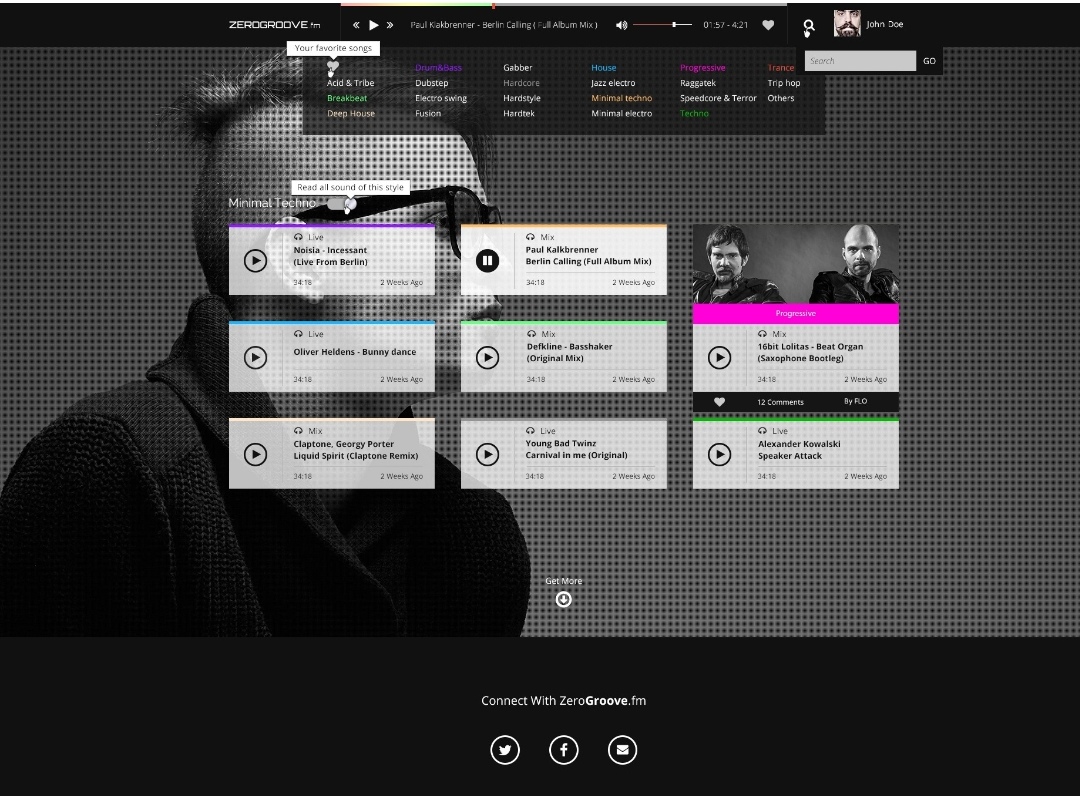 ZEROGROOVE.fm
Paul Klakbrenner - Berlin Calling ( Full Album Mix )
01:57 - 4:21
John Doe
Your favorite songs
Search
GO
Drum&Bass
Gabber
House
Progressive
Trance
Acid & Tribe
Dubstep
Hardcore
Jazz electro
Raggatek
Trip hop
Breakbeat
Electro swing
Hardstyle
Minimal techno
Speedcore & Terror
Others
Deep House
Fusion
Hardtek
Minimal electro
Techno
Read all sound of this style
Minimal Techno
Live
Noisia - Incessant
(Live From Berlin)
34:18
2 Weeks Ago
Mix
Paul Kalkbrenner
Berlin Calling (Full Album Mix)
34:18
2 Weeks Ago
Progressive
Live
Oliver Heldens - Bunny dance
34:18
2 Weeks Ago
Mix
Defkline - Basshaker
(Original Mix)
34:18
2 Weeks Ago
Mix
16bit Lolitas - Beat Organ
(Saxophone Bootleg)
34:18
2 Weeks Ago
12 Comments
By FLO
Mix
Claptone, Georgy Porter
Liquid Spirit (Claptone Remix)
34:18
2 Weeks Ago
Live
Young Bad Twinz
Carnival in me (Original)
34:18
2 Weeks Ago
Live
Alexander Kowalski
Speaker Attack
34:18
2 Weeks Ago
Get More
Connect With ZeroGroove.fm